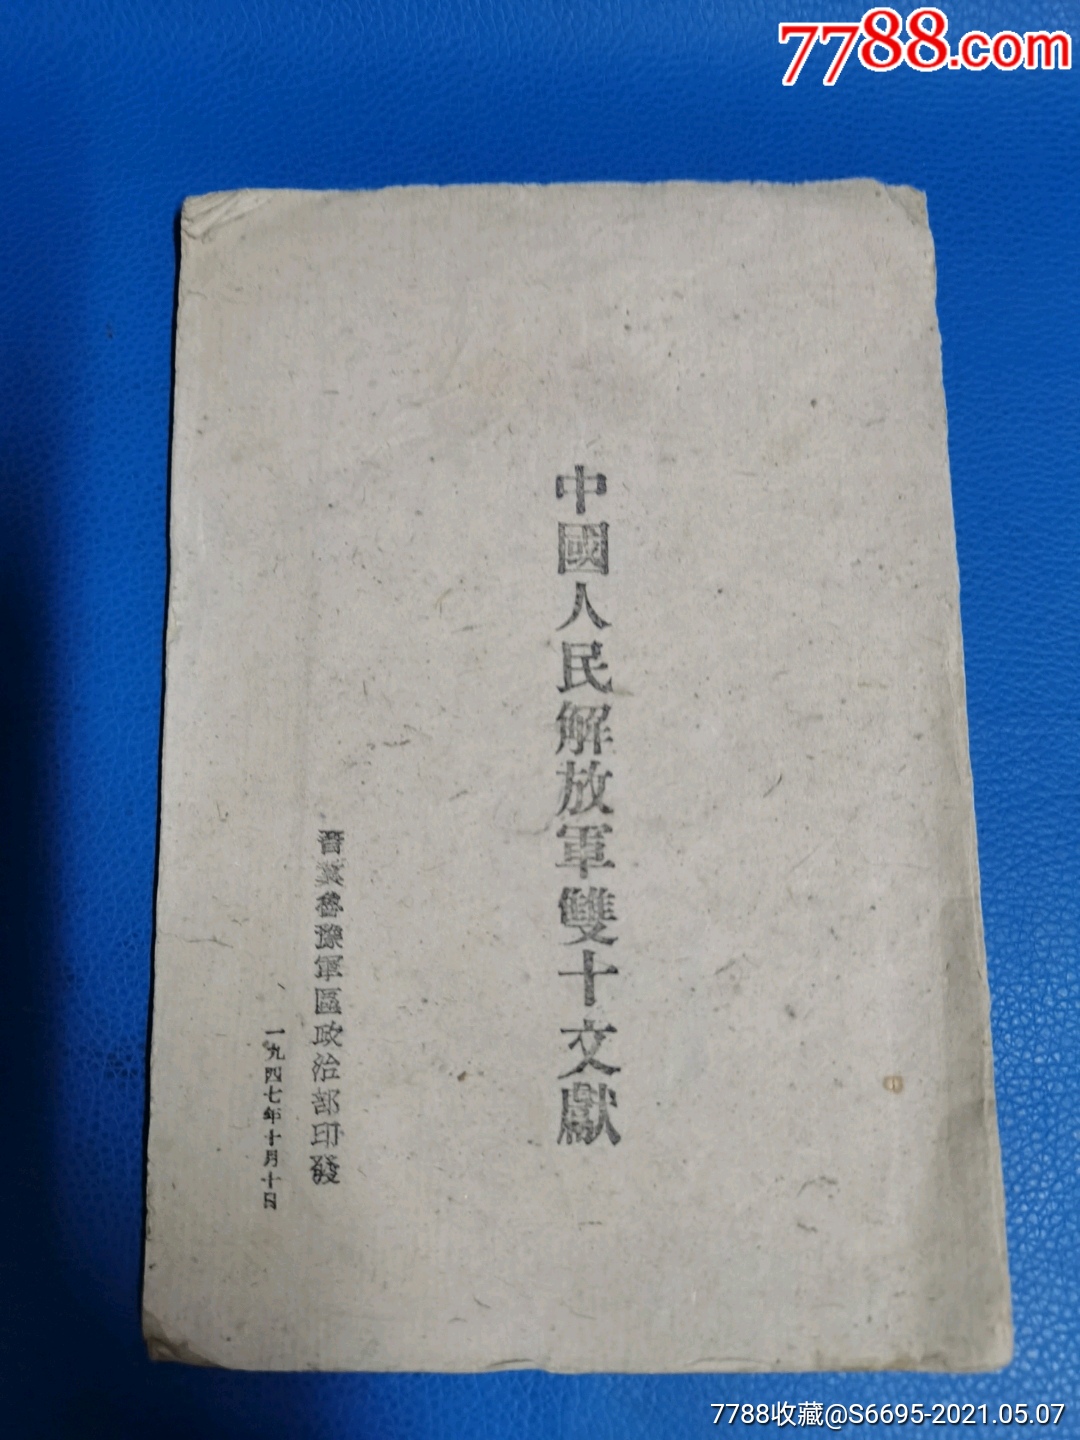 7788.com
中國人民解放軍雙十文獻
晉冀魯豫軍區政治部印發
一九四七年十月十日
7788收藏@S6695-2021.05.07